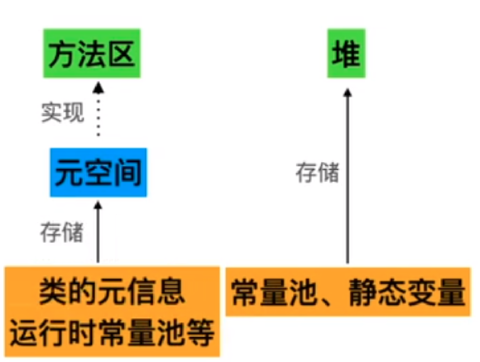 方法区
堆
实现
元空间
存储
存储
类的元信息
运行时常量池等
常量池、静态变量